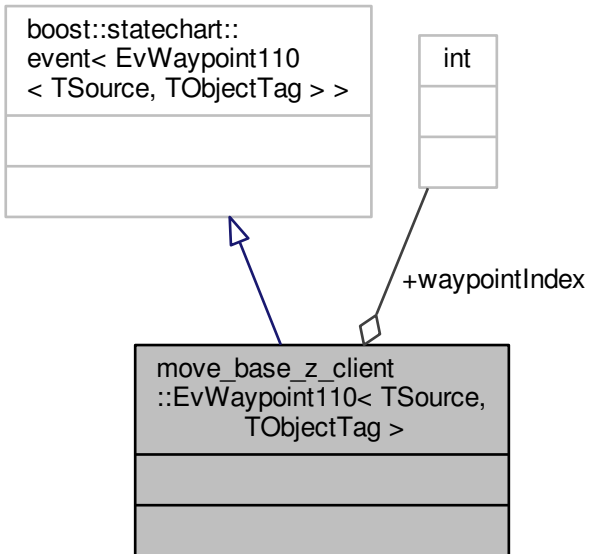 boost::statechart::
event< EvWaypoint110
< TSource, TObjectTag > >
int
+waypointIndex
move_base_z_client
::EvWaypoint110< TSource,
TObjectTag >